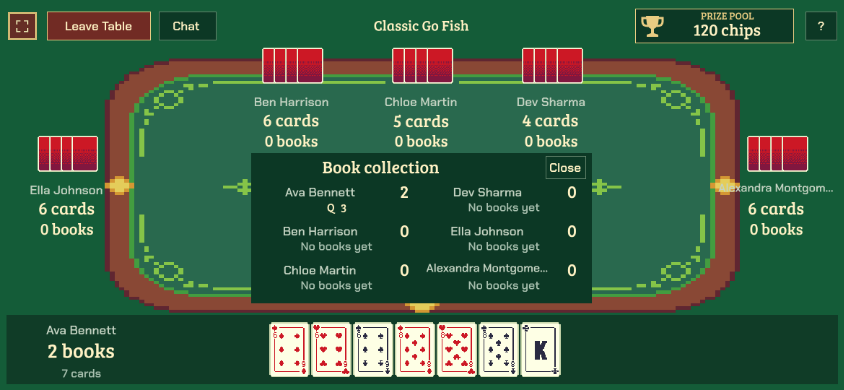 Leave Table
Chat
Classic Go Fish
PRIZE POOL
120 chips
?
Ben Harrison
6 cards
0 books
Chloe Martin
5 cards
0 books
Dev Sharma
4 cards
0 books
Ella Johnson
6 cards
0 books
Alexandra Montgom...
6 cards
0 books
Book collection
Close
Ava Bennett 2
Q 3
Dev Sharma 0
No books yet
Ben Harrison 0
No books yet
Ella Johnson 0
No books yet
Chloe Martin 0
No books yet
Alexandra Montgome... 0
No books yet
Ava Bennett
2 books
7 cards
K